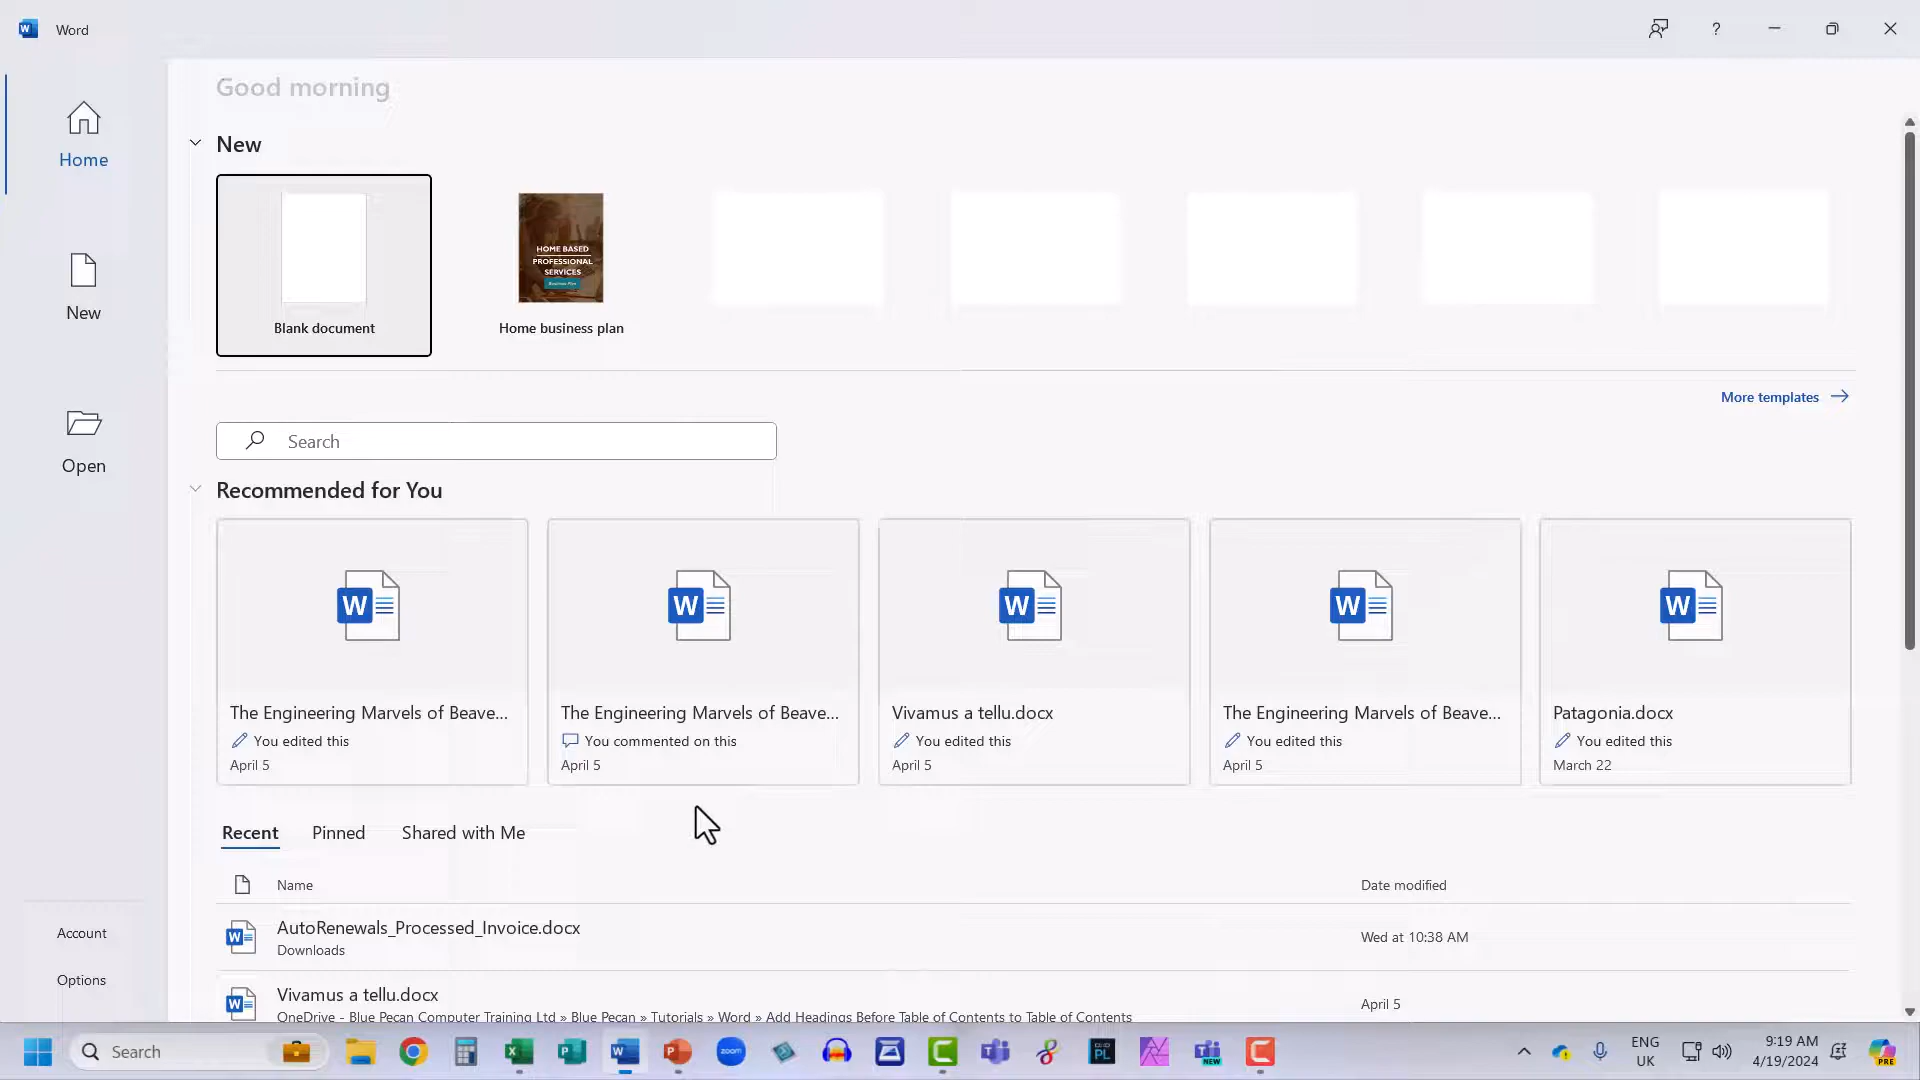 Word
Good morning
Home
New
Open
Account
Options
New
HOME BASED
PROFESSIONAL
SERVICES
Business Plan
Blank document
Home business plan
More templates
Search
Recommended for You
The Engineering Marvels of Beave...
You edited this
April 5
The Engineering Marvels of Beave...
You commented on this
April 5
Vivamus a tellu.docx
You edited this
April 5
The Engineering Marvels of Beave...
You edited this
April 5
Patagonia.docx
You edited this
March 22
Recent Pinned Shared with Me
Name Date modified
AutoRenewals_Processed_Invoice.docx
Downloads
Wed at 10:38 AM
Vivamus a tellu.docx
OneDrive - Blue Pecan Computer Training Ltd » Blue Pecan » Tutorials » Word » Add Headings Before Table of Contents to Table of Contents
April 5
Search
zoom
PL
NEW
ENG
UK
9:19 AM
4/19/2024
PRE